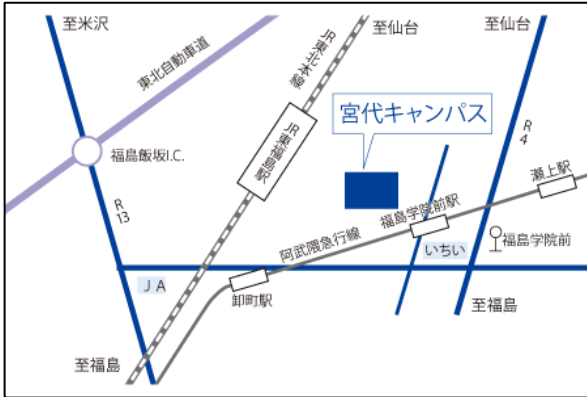 至米沢
至仙台
至仙台
東北自動車道
JR東北本線
宮代キャンパス
JR東福島駅
福島飯坂I.C.
R
4
瀬上駅
R
13
福島学院前駅
福島学院前
阿武隈急行線
いちい
JA
卸町駅
至福島
至福島